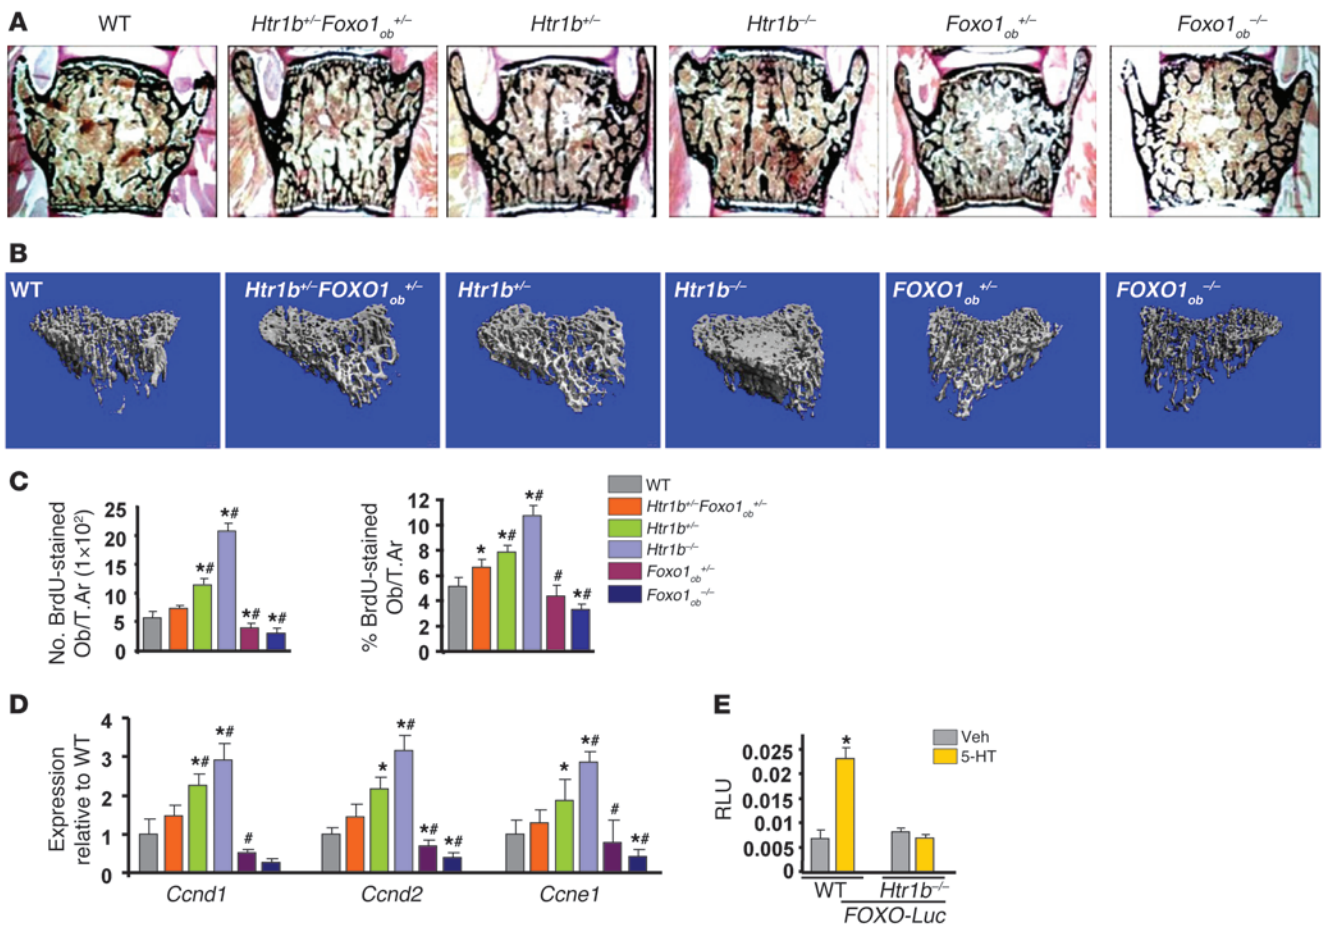 A
WT Htr1b+/–Foxo1ob+/– Htr1b+/– Htr1b–/– Foxo1ob+/– Foxo1ob–/–
B
WT Htr1b+/–FOXO1ob+/– Htr1b+/– Htr1b–/– FOXO1ob+/– FOXO1ob–/–
C
No. BrdU-stained
Ob/T.Ar (1×10²)
25
20
15
10
5
0
*# *# *# *#
% BrdU-stained
Ob/T.Ar
12
10
8
6
4
2
0
* *# *# # *#
WT
Htr1b+/–Foxo1ob+/–
Htr1b+/–
Htr1b–/–
Foxo1ob+/–
Foxo1ob–/–
D
Expression
relative to WT
4
3
2
1
0
*# *# #
* *# *# *#
* *# # *#
Ccnd1 Ccnd2 Ccne1
E
RLU
0.025
0.02
0.015
0.01
0.005
0
*
Veh
5-HT
WT Htr1b–/–
FOXO-Luc